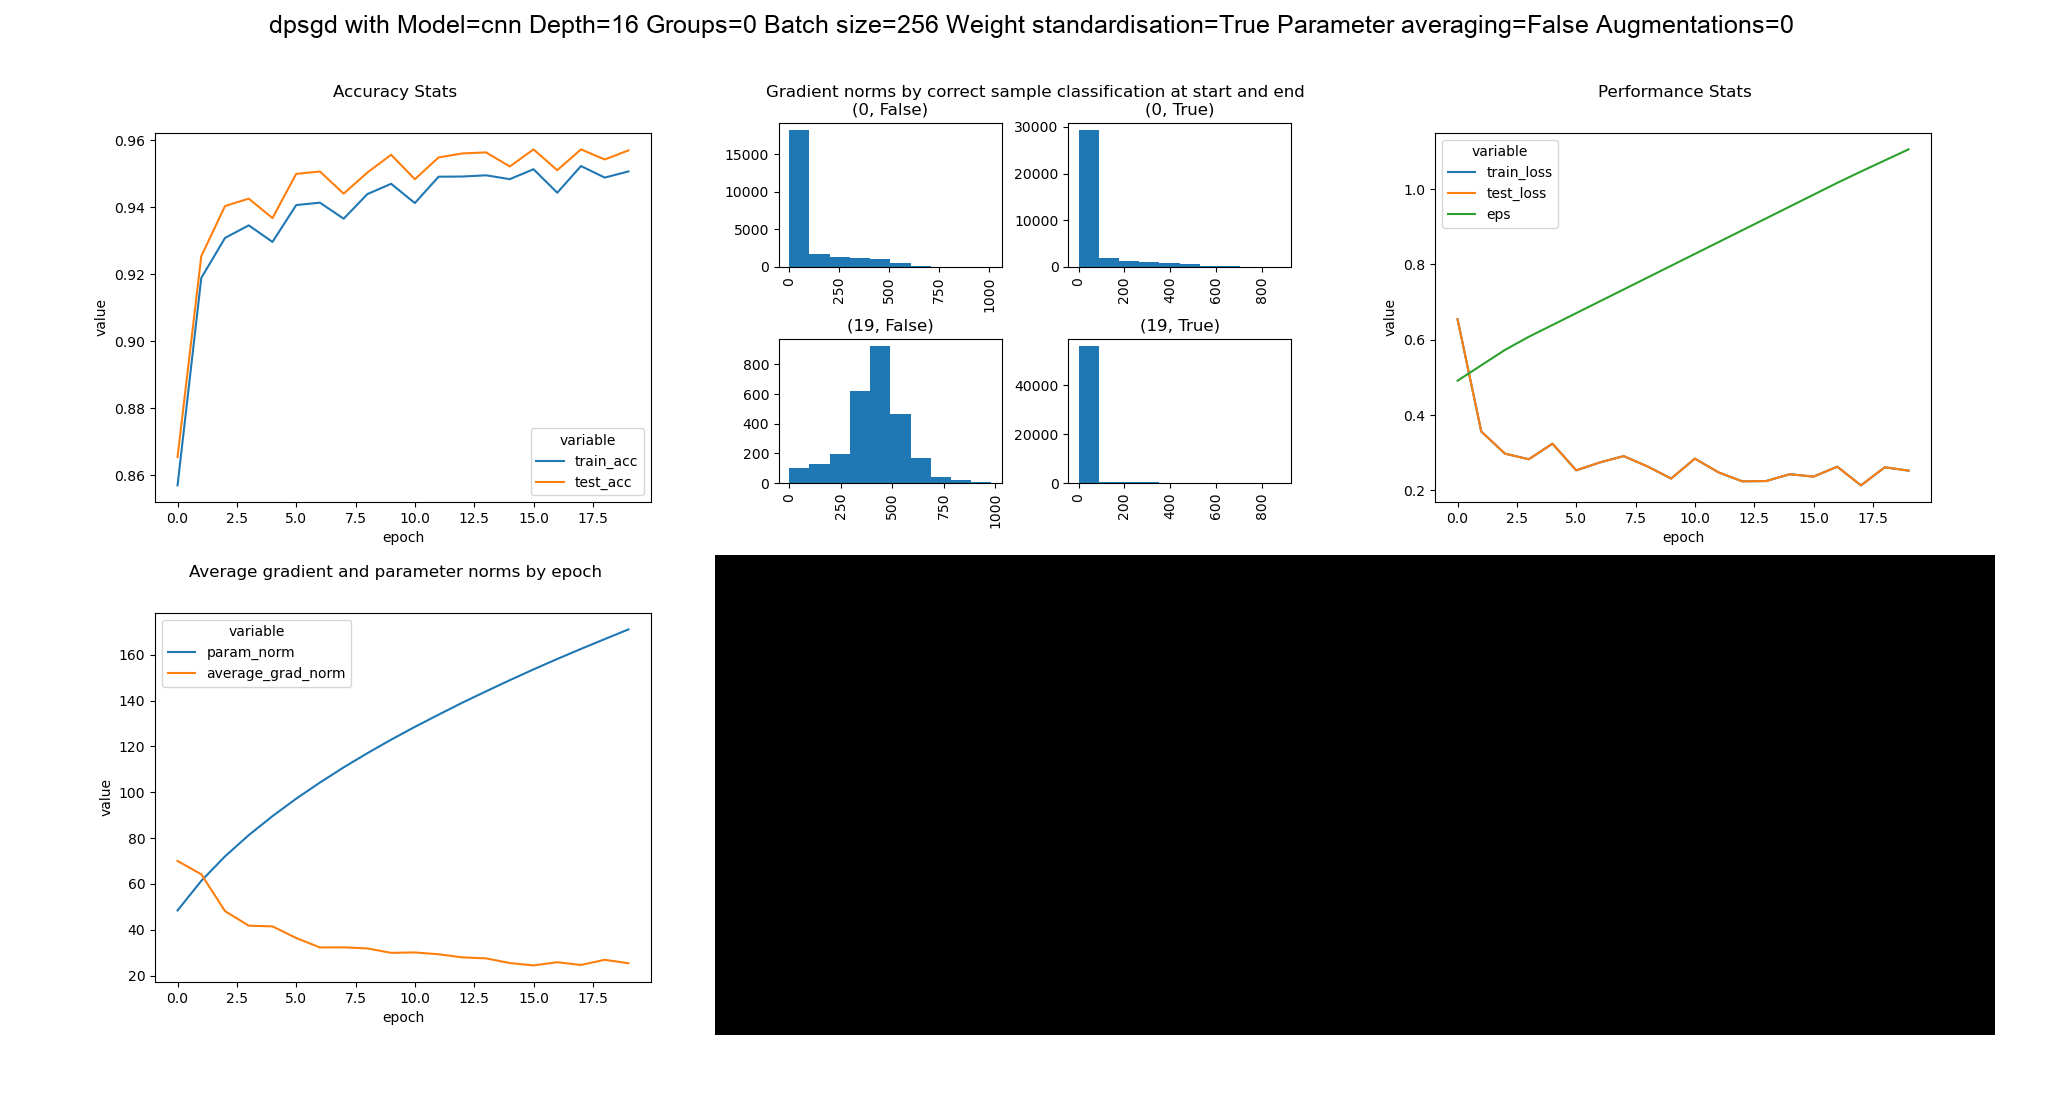 dpsgd with Model=cnn Depth=16 Groups=0 Batch size=256 Weight standardisation=True Parameter averaging=False Augmentations=0
Accuracy Stats
0.96
0.94
0.92
0.90
0.88
0.86
value
0.0 2.5 5.0 7.5 10.0 12.5 15.0 17.5
epoch
variable
train_acc
test_acc
Gradient norms by correct sample classification at start and end
(0, False)
15000
10000
5000
0
0 250 500 750 1000
(0, True)
30000
20000
10000
0
0 200 400 600 800
(19, False)
800
600
400
200
0
0 250 500 750 1000
(19, True)
40000
20000
0
0 200 400 600 800
Performance Stats
variable
train_loss
test_loss
eps
1.0
0.8
0.6
0.4
0.2
value
0.0 2.5 5.0 7.5 10.0 12.5 15.0 17.5
epoch
Average gradient and parameter norms by epoch
variable
param_norm
average_grad_norm
160
140
120
100
80
60
40
20
value
0.0 2.5 5.0 7.5 10.0 12.5 15.0 17.5
epoch